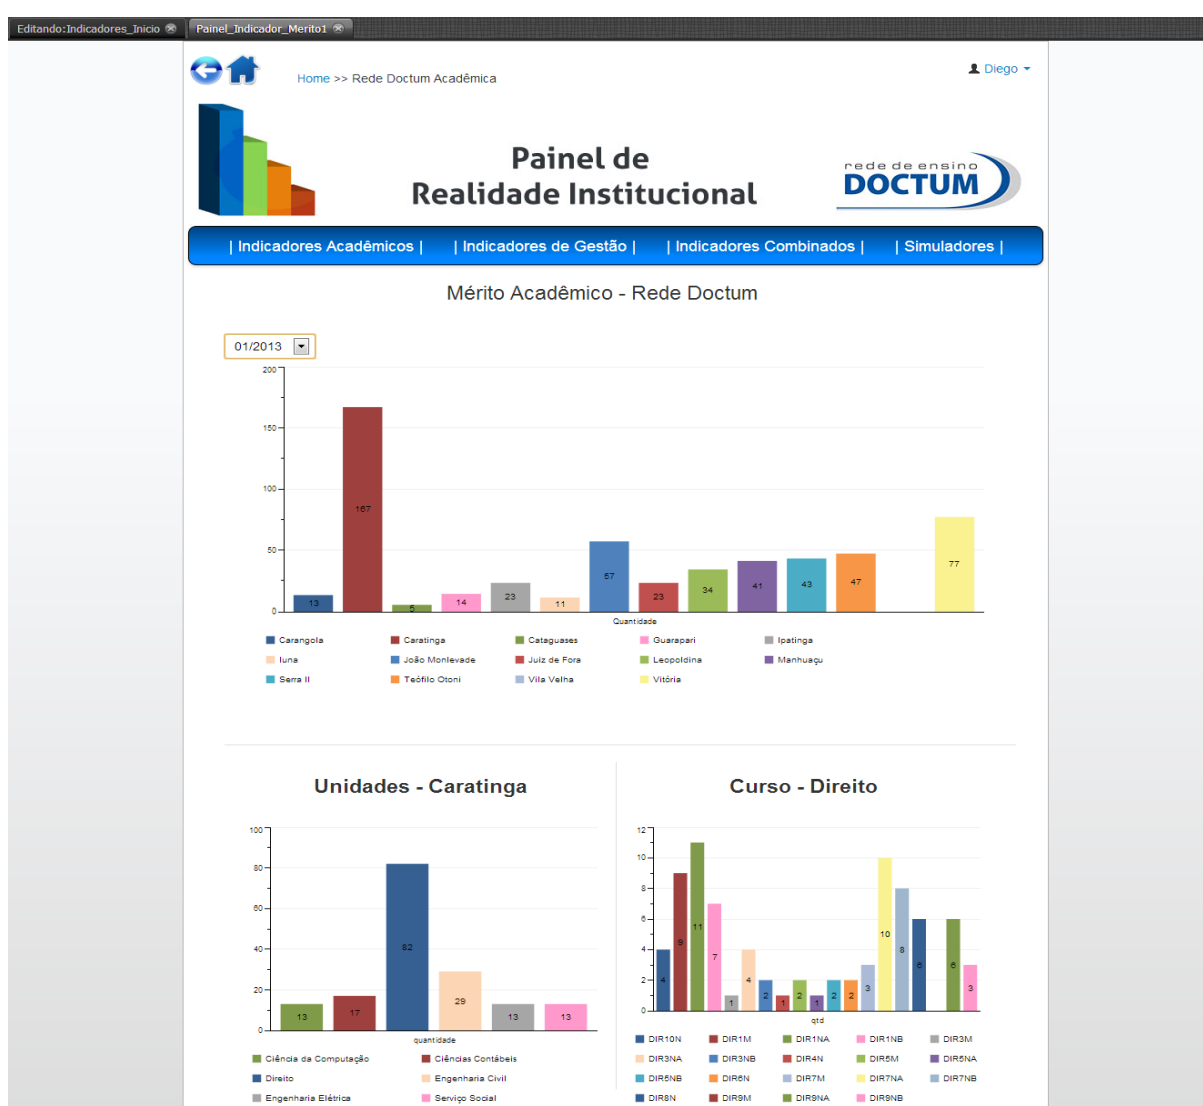 Editando:Indicadores_Inicio
Painel_Indicador_Merito1
Home >> Rede Doctum Acadêmica
Diego
Painel de
Realidade Institucional
rede de ensino
DOCTUM
| Indicadores Acadêmicos | | Indicadores de Gestão | | Indicadores Combinados | | Simuladores |
Mérito Acadêmico - Rede Doctum
01/2013
200
150
100
50
0
13 167 5 14 23 11 57 23 34 41 43 47 77
Quantidade
Carangola Caratinga Cataguases Guarapari Ipatinga
Iuna João Monlevade Juiz de Fora Leopoldina Manhuaçu
Serra II Teófilo Otoni Vila Velha Vitória
Unidades - Caratinga
100
80
60
40
20
0
13 17 82 29 13 13
quantidade
Ciência da Computação Ciências Contábeis
Direito Engenharia Civil
Engenharia Elétrica Serviço Social
Curso - Direito
12
10
8
6
4
2
0
4 9 11 7 1 4 2 1 2 1 2 2 3 10 8 6 6 3
qtd
DIR10N DIR1M DIR1NA DIR1NB DIR3M
DIR3NA DIR3NB DIR4N DIR5M DIR5NA
DIR5NB DIR6N DIR7M DIR7NA DIR7NB
DIR8N DIR9M DIR9NA DIR9NB